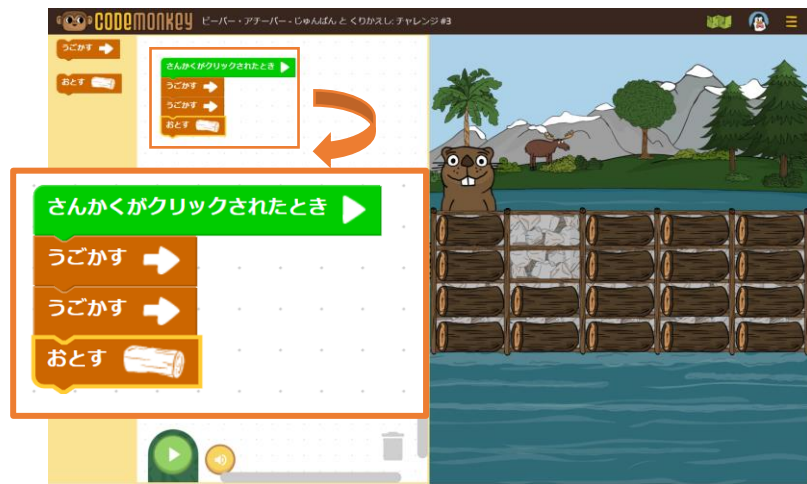 CODEMONKEY ビーバー・アチーバー - じゅんばん と くりかえし: チャレンジ #3
うごかす
おとす
さんかくがクリックされたとき
うごかす
うごかす
おとす
さんかくがクリックされたとき
うごかす
うごかす
おとす